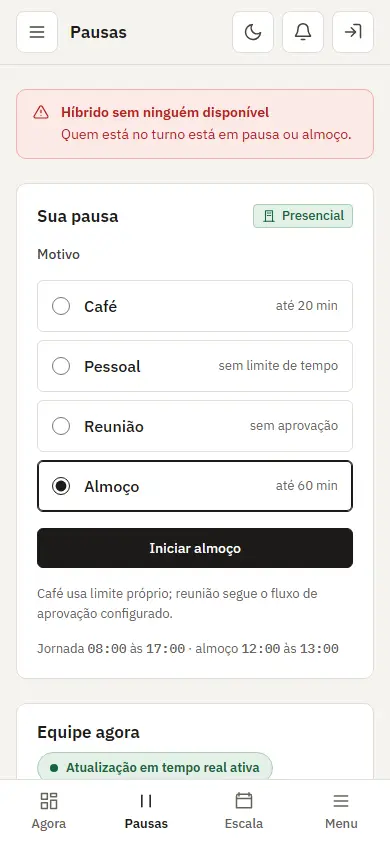 Pausas
Híbrido sem ninguém disponível
Quem está no turno está em pausa ou almoço.
Sua pausa
Presencial
Motivo
Café
até 20 min
Pessoal
sem limite de tempo
Reunião
sem aprovação
Almoço
até 60 min
Iniciar almoço
Café usa limite próprio; reunião segue o fluxo de
aprovação configurado.
Jornada 08:00 às 17:00 · almoço 12:00 às 13:00
Equipe agora
Atualização em tempo real ativa
Agora
Pausas
Escala
Menu